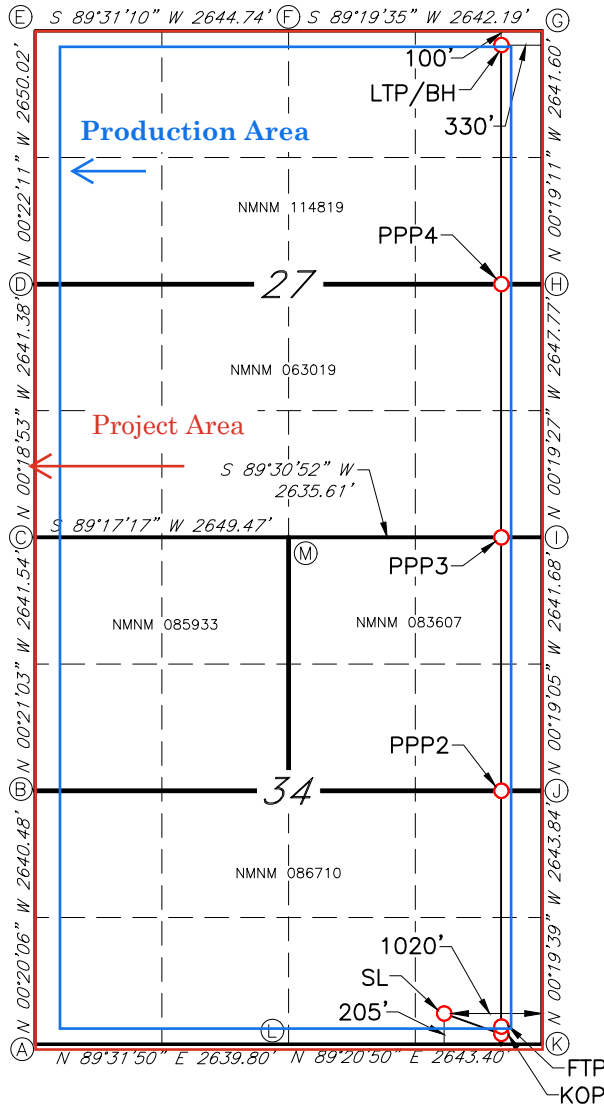 E
S 89°31'10" W 2644.74'
F
S 89°19'35" W 2642.19'
G
100'
LTP/BH
330'
N 00°22'11" W 2650.02'
N 00°19'11" W 2641.60'
Production Area
NMNM 114819
PPP4
D
27
H
N 00°18'53" W 2641.38'
N 00°19'27" W 2647.77'
NMNM 063019
Project Area
S 89°30'52" W
2635.61'
S 89°17'17" W 2649.47'
C
M
I
PPP3
N 00°21'03" W 2641.54'
N 00°19'05" W 2641.68'
NMNM 085933
NMNM 083607
PPP2
B
34
J
N 00°20'06" W 2640.48'
N 00°19'39" W 2643.84'
NMNM 086710
1020'
SL
205'
L
A
K
N 89°31'50" E 2639.80'
N 89°20'50" E 2643.40'
FTP
KOP